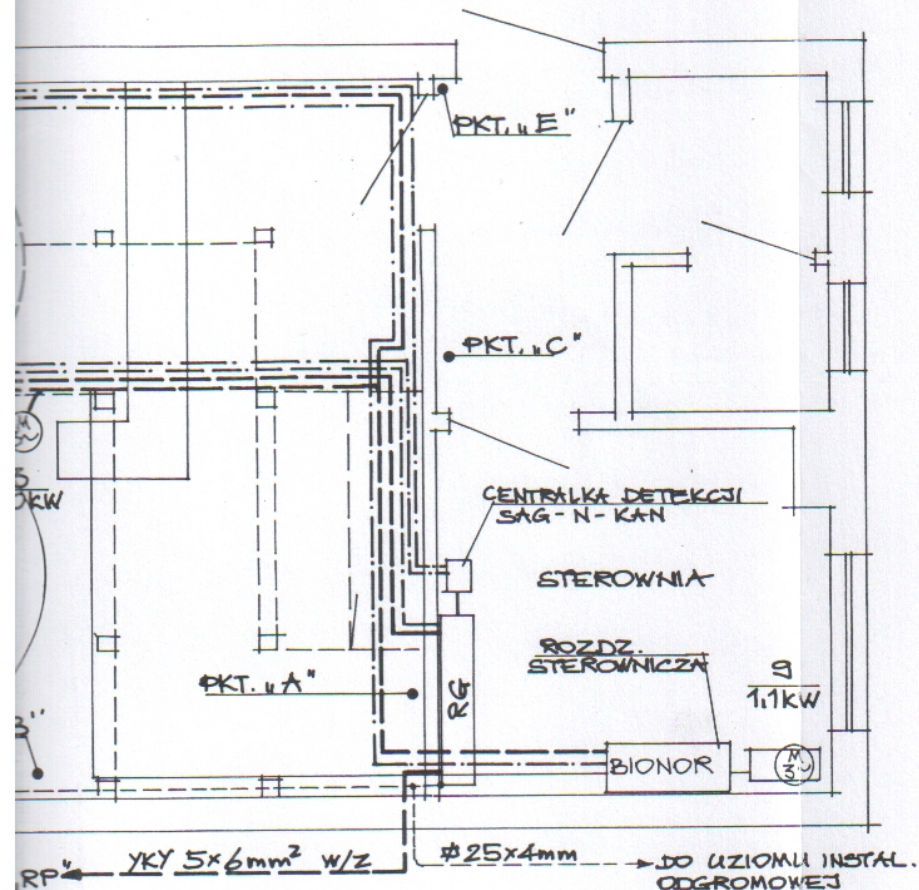 PKT. „E"
PKT. „C"
KW
CENTRALKA DETEKCJI
SAG-N-KAN
STEROWNIA
ROZDZ.
STEROWNICZA
PKT. „A"
RG
9
1,1KW
BIONOR
M
3~
YKY 5×6mm² W/Z
25×4mm
RP"
DO UZIOMU INSTAL.
ODGROMOWEJ